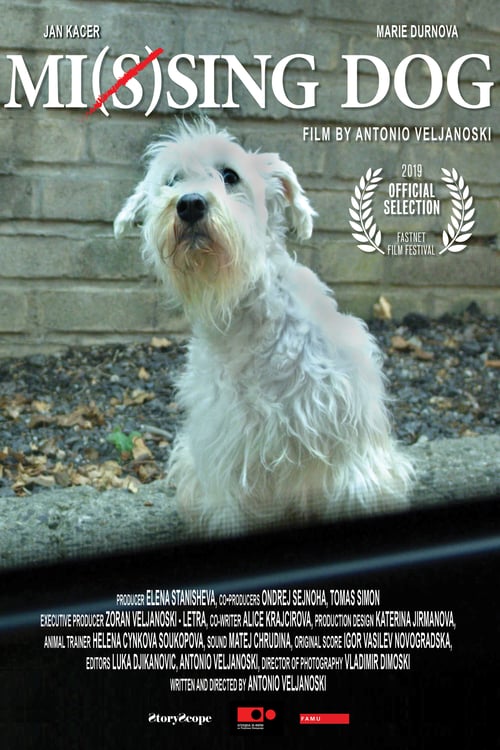 JAN KACER
MARIE DURNOVA
MI(S)SING DOG
FILM BY ANTONIO VELJANOSKI
2019
OFFICIAL
SELECTION
FASTNET
FILM FESTIVAL
PRODUCER ELENA STANISHEVA, CO-PRODUCERS ONDREJ SEJNOHA, TOMAS SIMON
EXECUTIVE PRODUCER ZORAN VELJANOSKI - LETRA, CO-WRITER ALICE KRAJCIROVA, PRODUCTION DESIGN KATERINA JIRMANOVA,
ANIMAL TRAINER HELENA CYNKOVA SOUKOPOVA, SOUND MATEJ CHRUDINA, ORIGINAL SCORE IGOR VASILEV NOVOGRADSKA,
EDITORS LUKA DJIKANOVIC, ANTONIO VELJANOSKI, DIRECTOR OF PHOTOGRAPHY VLADIMIR DIMOSKI
WRITTEN AND DIRECTED BY ANTONIO VELJANOSKI
StoryScope
FAMU